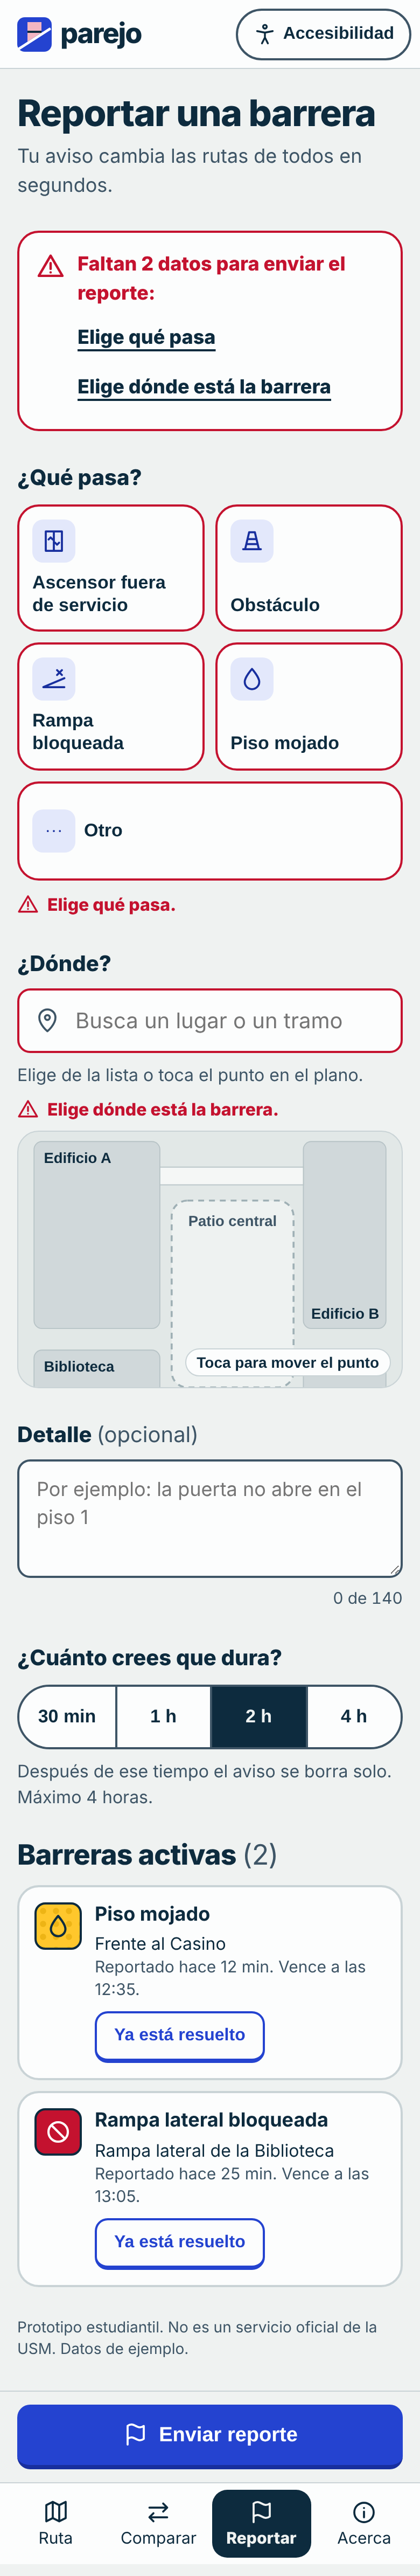 parejo
Accesibilidad
Reportar una barrera
Tu aviso cambia las rutas de todos en
segundos.
Faltan 2 datos para enviar el
reporte:
Elige qué pasa
Elige dónde está la barrera
¿Qué pasa?
Ascensor fuera
de servicio
Obstáculo
Rampa
bloqueada
Piso mojado
Otro
Elige qué pasa.
¿Dónde?
Busca un lugar o un tramo
Elige de la lista o toca el punto en el plano.
Elige dónde está la barrera.
Edificio A
Patio central
Edificio B
Biblioteca
Toca para mover el punto
Detalle (opcional)
Por ejemplo: la puerta no abre en el
piso 1
0 de 140
¿Cuánto crees que dura?
30 min
1 h
2 h
4 h
Después de ese tiempo el aviso se borra solo.
Máximo 4 horas.
Barreras activas (2)
Piso mojado
Frente al Casino
Reportado hace 12 min. Vence a las
12:35.
Ya está resuelto
Rampa lateral bloqueada
Rampa lateral de la Biblioteca
Reportado hace 25 min. Vence a las
13:05.
Ya está resuelto
Prototipo estudiantil. No es un servicio oficial de la
USM. Datos de ejemplo.
Enviar reporte
Ruta
Comparar
Reportar
Acerca